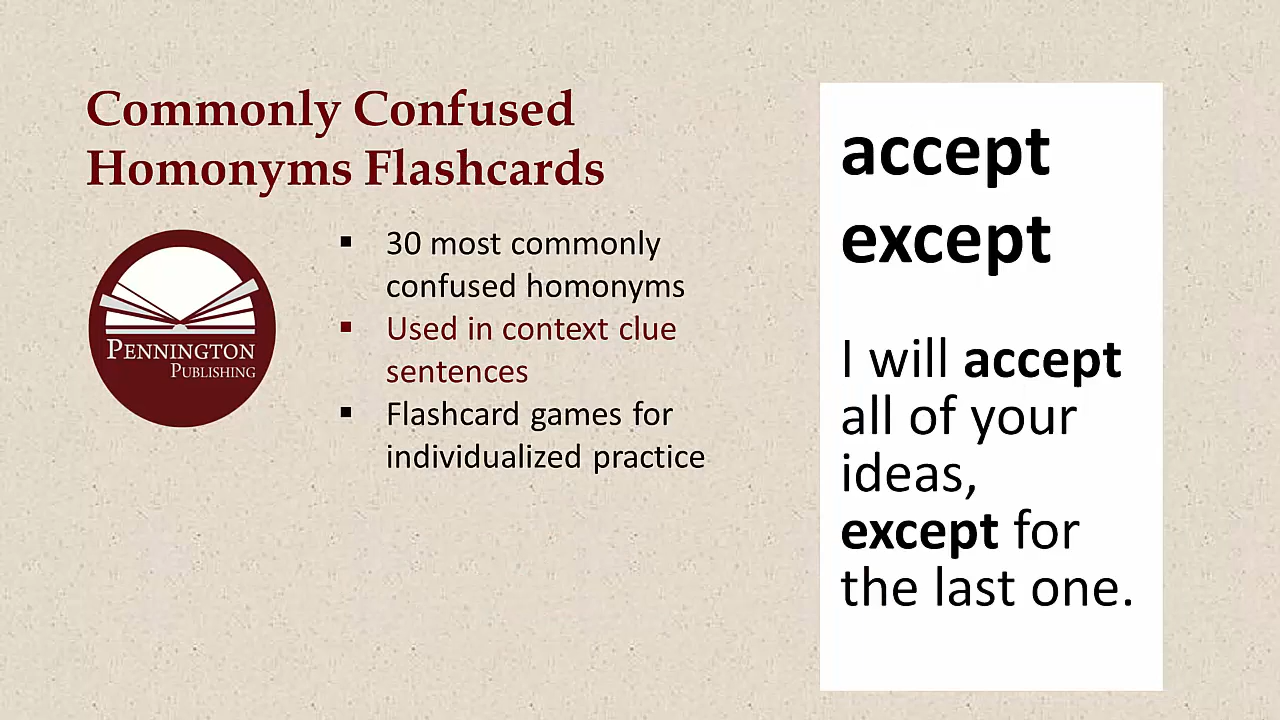 Commonly Confused
Homonyms Flashcards
PENNINGTON
PUBLISHING
▪ 30 most commonly
confused homonyms
▪ Used in context clue
sentences
▪ Flashcard games for
individualized practice
accept
except
I will accept
all of your
ideas,
except for
the last one.